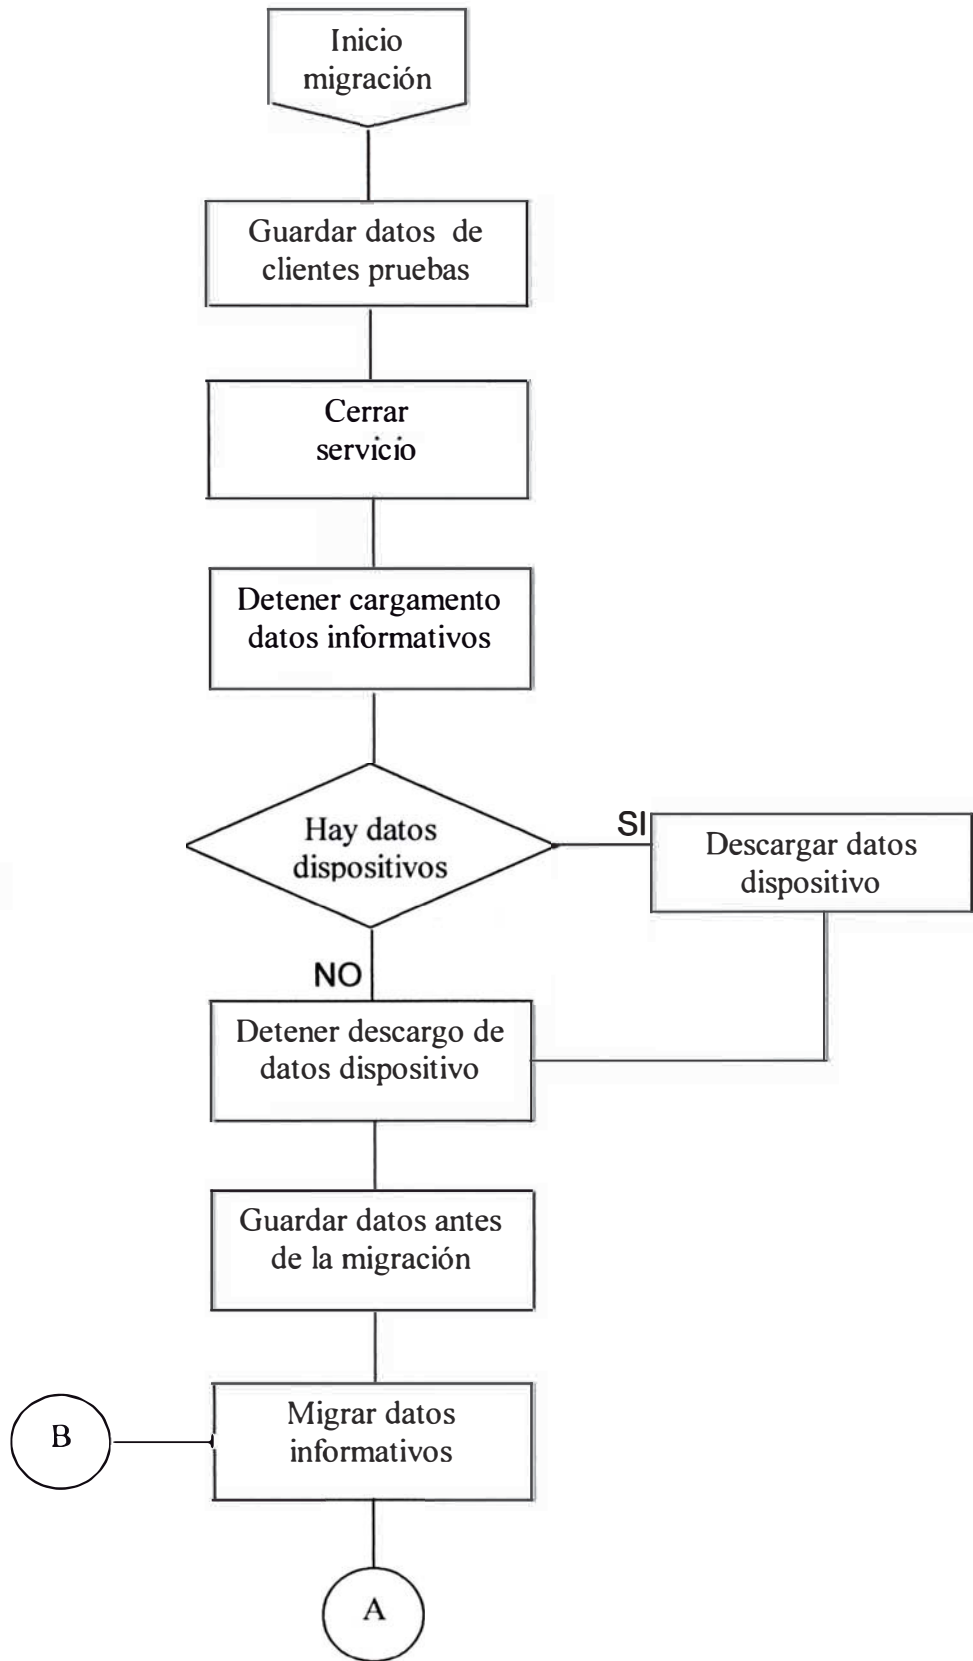 Inicio
migración
Guardar datos de
clientes pruebas
Cerrar
servicio
Detener cargamento
datos informativos
Hay datos
dispositivos
SI
Descargar datos
dispositivo
NO
Detener descargo de
datos dispositivo
Guardar datos antes
de la migración
Migrar datos
informativos
B
A